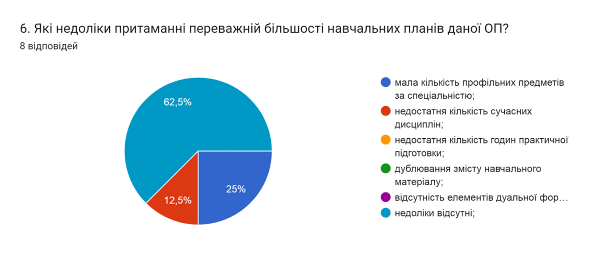 6. Які недоліки притаманні переважній більшості навчальних планів даної ОП?
8 відповідей
62,5%
12,5%
25%
мала кількість профільних предметів
за спеціальністю;
недостатня кількість сучасних
дисциплін;
недостатня кількість годин практичної
підготовки;
дублювання змісту навчального
матеріалу;
відсутність елементів дуальної фор…
недоліки відсутні;